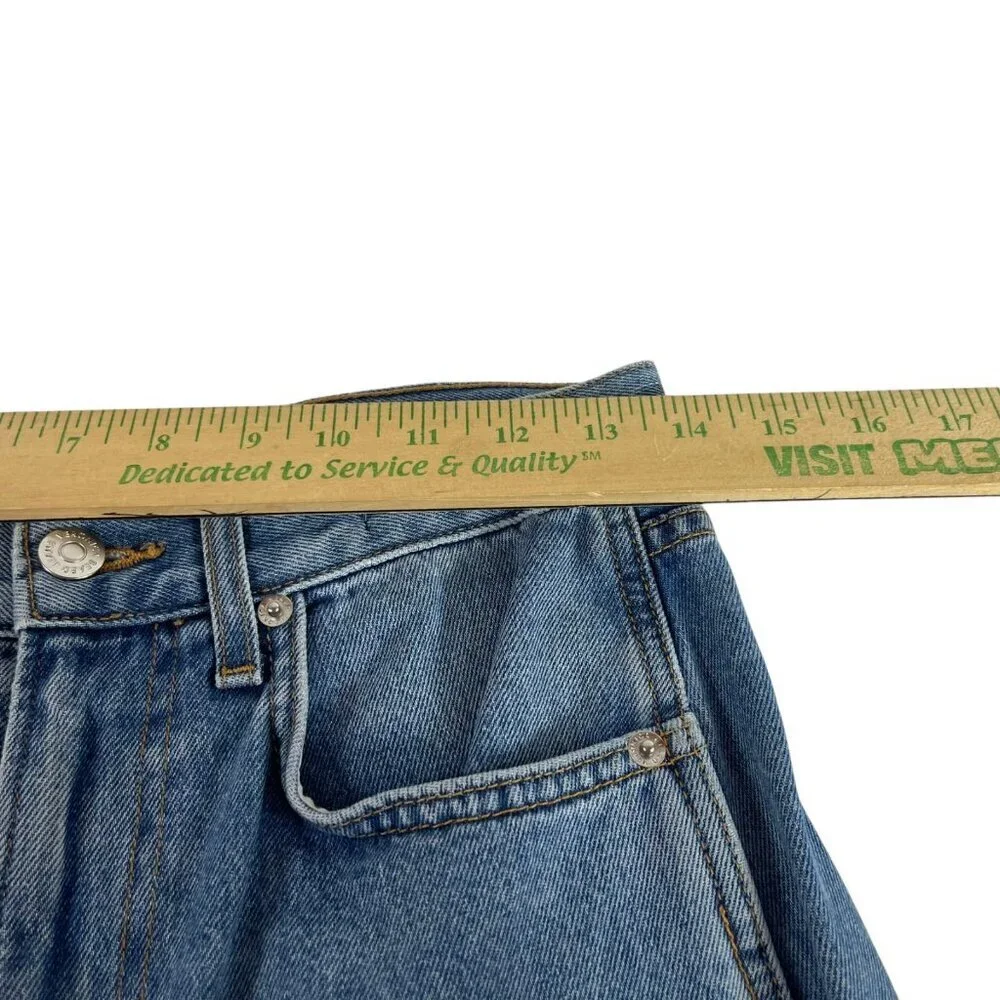 7 8 9 10 11 12 13 14 15 16 17
Dedicated to Service & Quality℠
VISIT